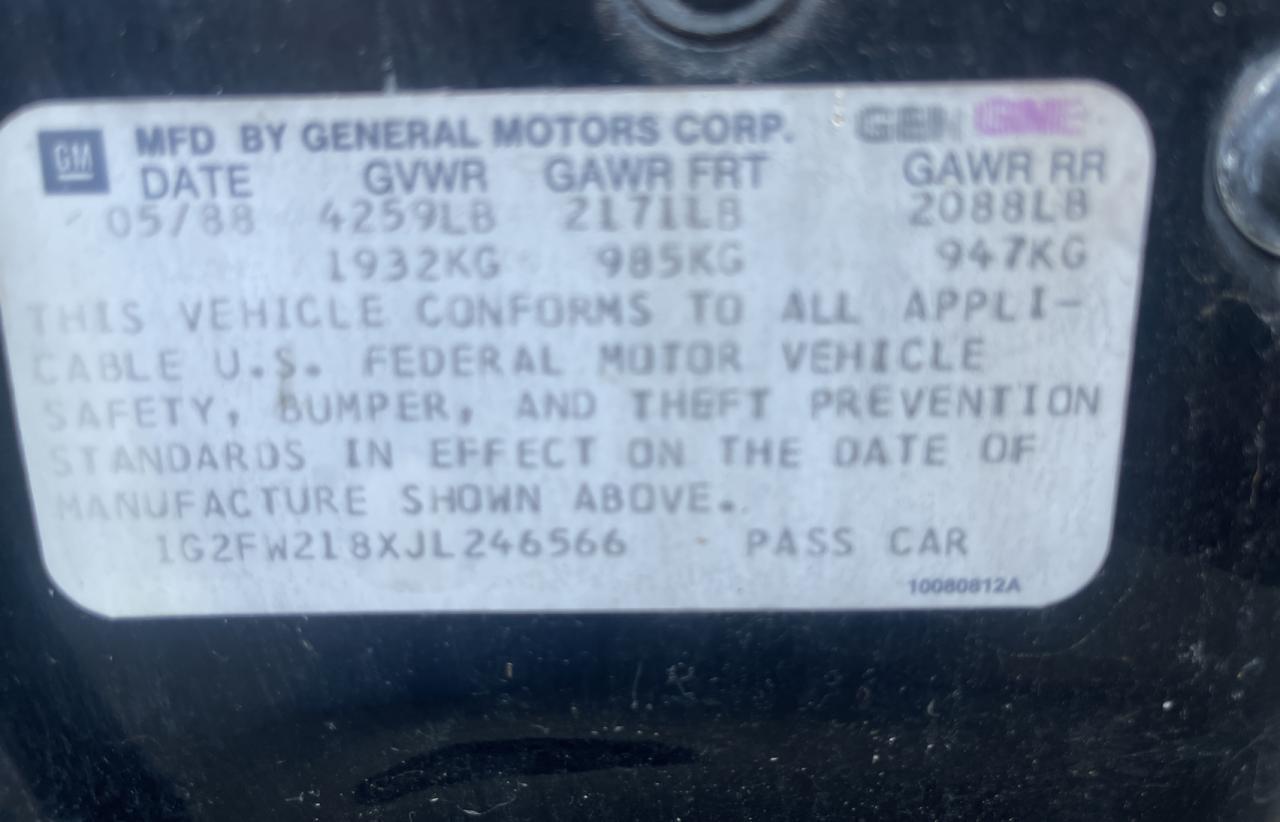 GM MFD BY GENERAL MOTORS CORP. GEN GME
DATE GVWR GAWR FRT GAWR RR
05/88 4259LB 2171LB 2088LB
1932KG 985KG 947KG
THIS VEHICLE CONFORMS TO ALL APPLI-
CABLE U.S. FEDERAL MOTOR VEHICLE
SAFETY, BUMPER, AND THEFT PREVENTION
STANDARDS IN EFFECT ON THE DATE OF
MANUFACTURE SHOWN ABOVE.
1G2FW218XJL246566 PASS CAR
10080812A